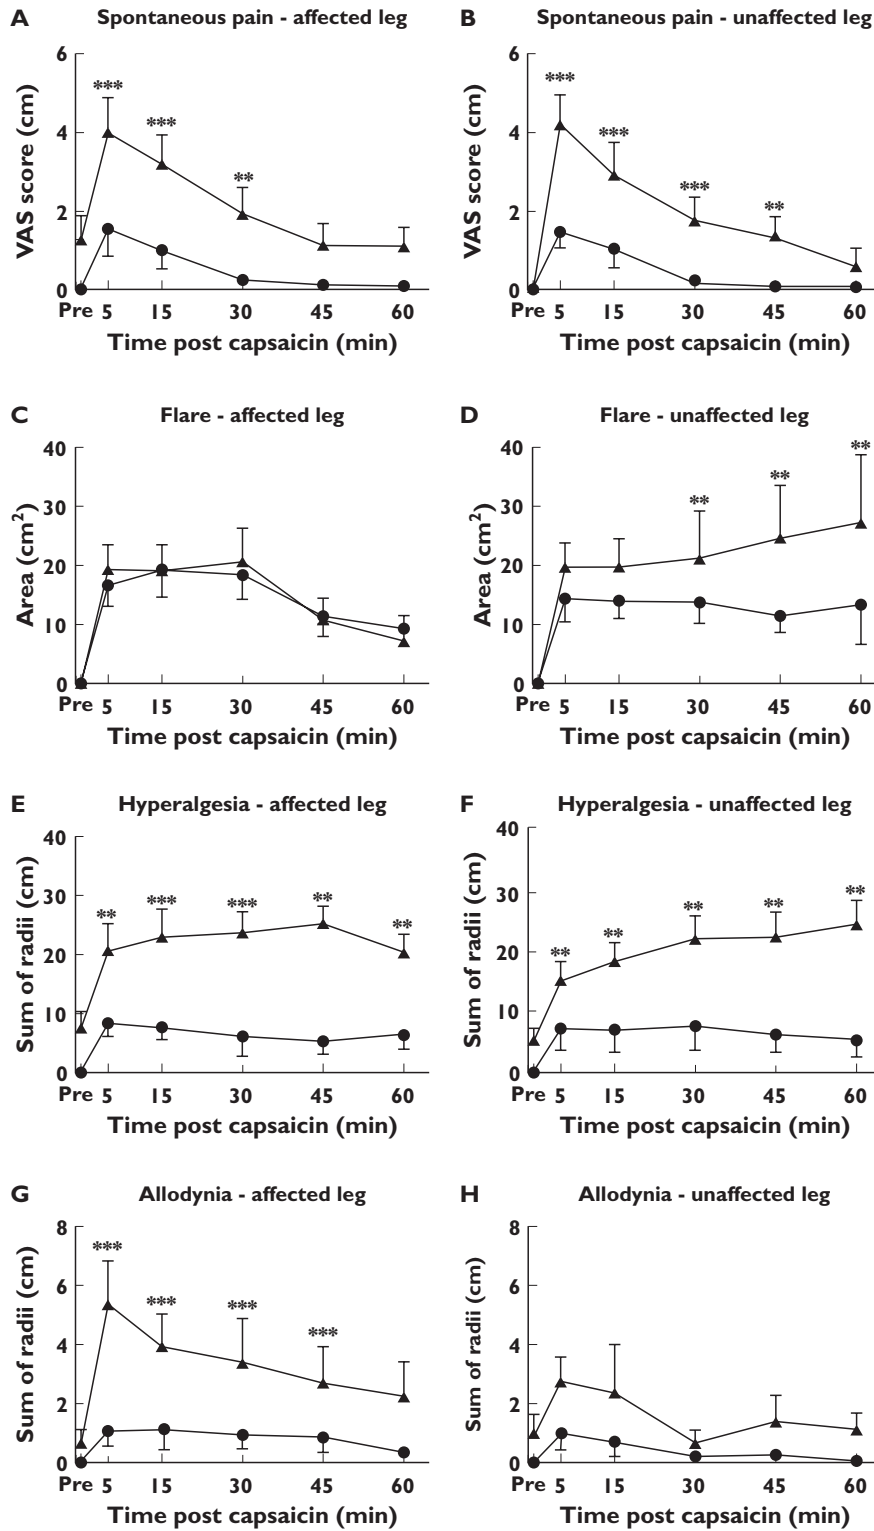 A Spontaneous pain - affected leg
VAS score (cm)
6
4
2
0
*** *** **
Pre 5 15 30 45 60
Time post capsaicin (min)
B Spontaneous pain - unaffected leg
VAS score (cm)
6
4
2
0
*** *** *** **
Pre 5 15 30 45 60
Time post capsaicin (min)
C Flare - affected leg
Area (cm²)
40
30
20
10
0
Pre 5 15 30 45 60
Time post capsaicin (min)
D Flare - unaffected leg
Area (cm²)
40
30
20
10
0
** ** **
Pre 5 15 30 45 60
Time post capsaicin (min)
E Hyperalgesia - affected leg
Sum of radii (cm)
40
30
20
10
0
** *** *** ** **
Pre 5 15 30 45 60
Time post capsaicin (min)
F Hyperalgesia - unaffected leg
Sum of radii (cm)
40
30
20
10
0
** ** ** ** **
Pre 5 15 30 45 60
Time post capsaicin (min)
G Allodynia - affected leg
Sum of radii (cm)
8
6
4
2
0
*** *** *** ***
Pre 5 15 30 45 60
Time post capsaicin (min)
H Allodynia - unaffected leg
Sum of radii (cm)
8
6
4
2
0
Pre 5 15 30 45 60
Time post capsaicin (min)